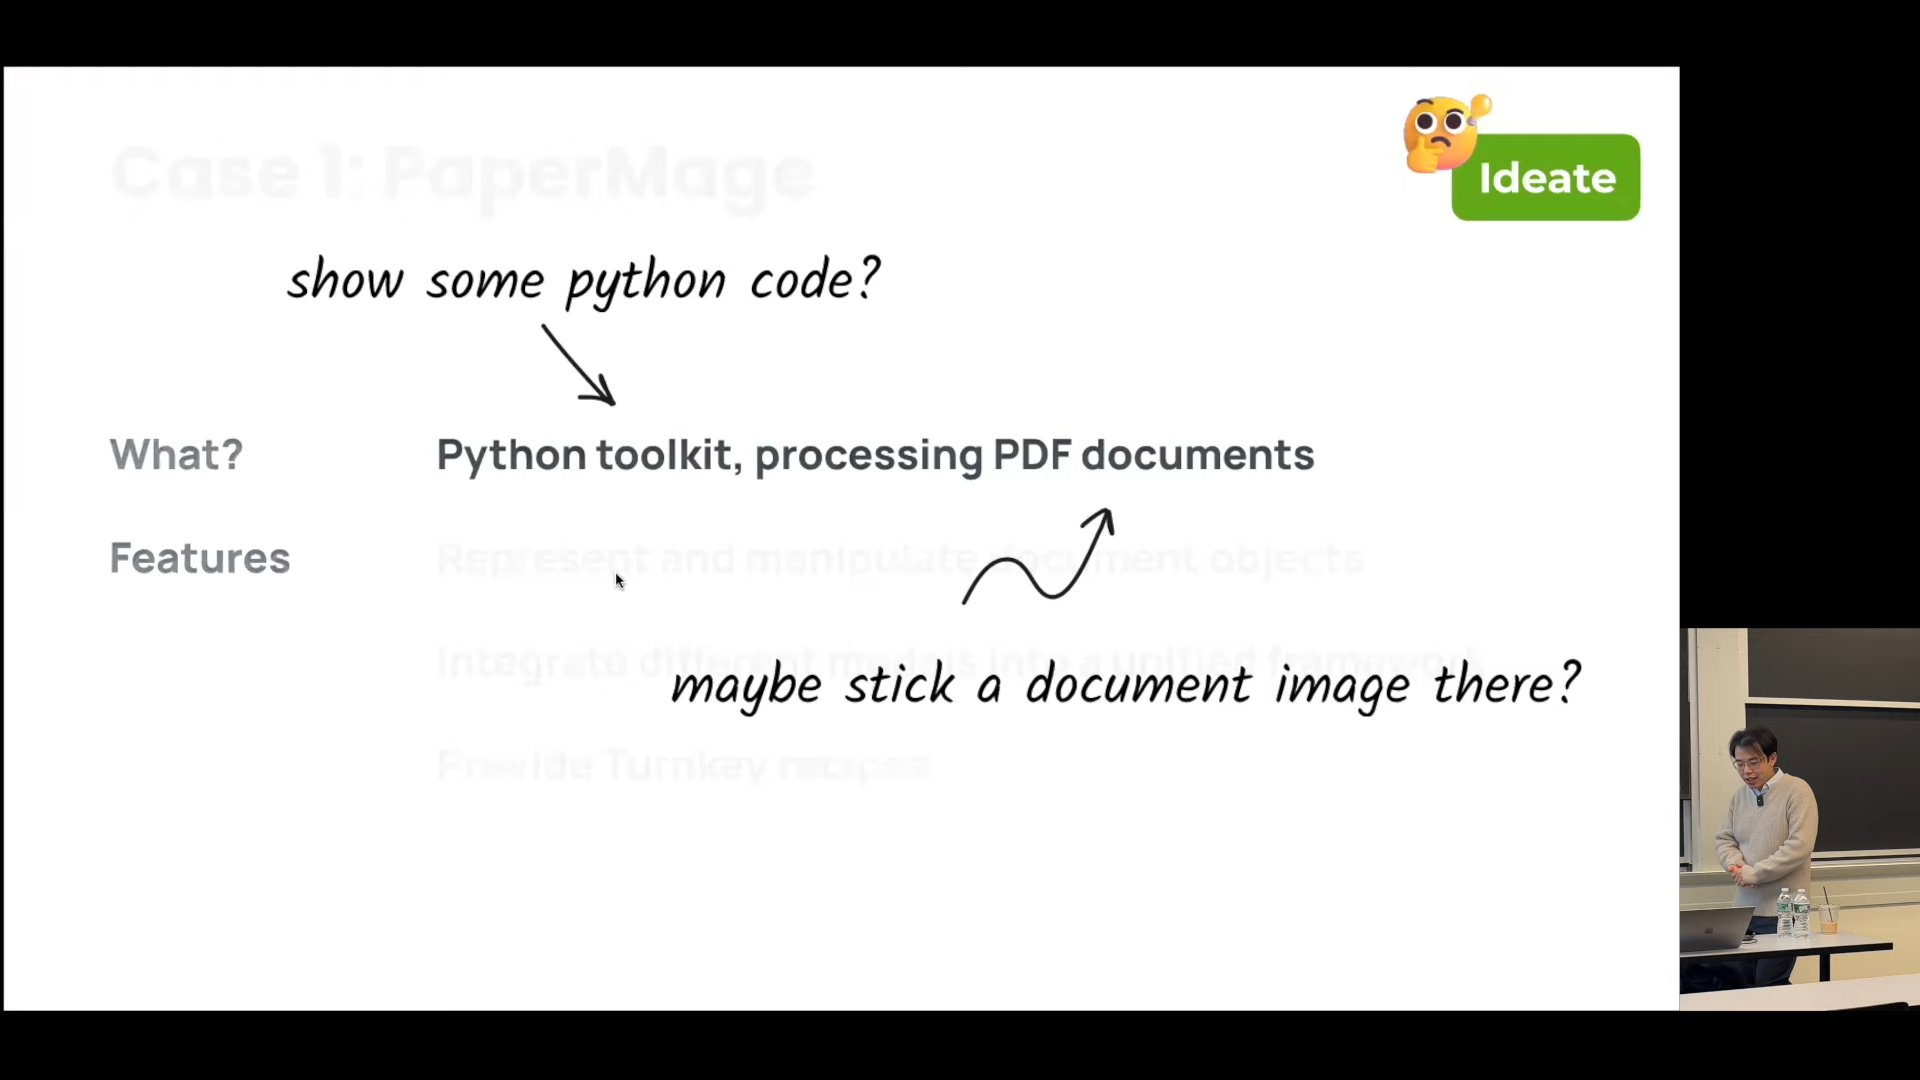 Case 1: PaperMage
Ideate
show some python code?
What?
Python toolkit, processing PDF documents
Features
Represent and manipulate document objects
Integrate different models into a unified framework
maybe stick a document image there?
Provide Turnkey recipes